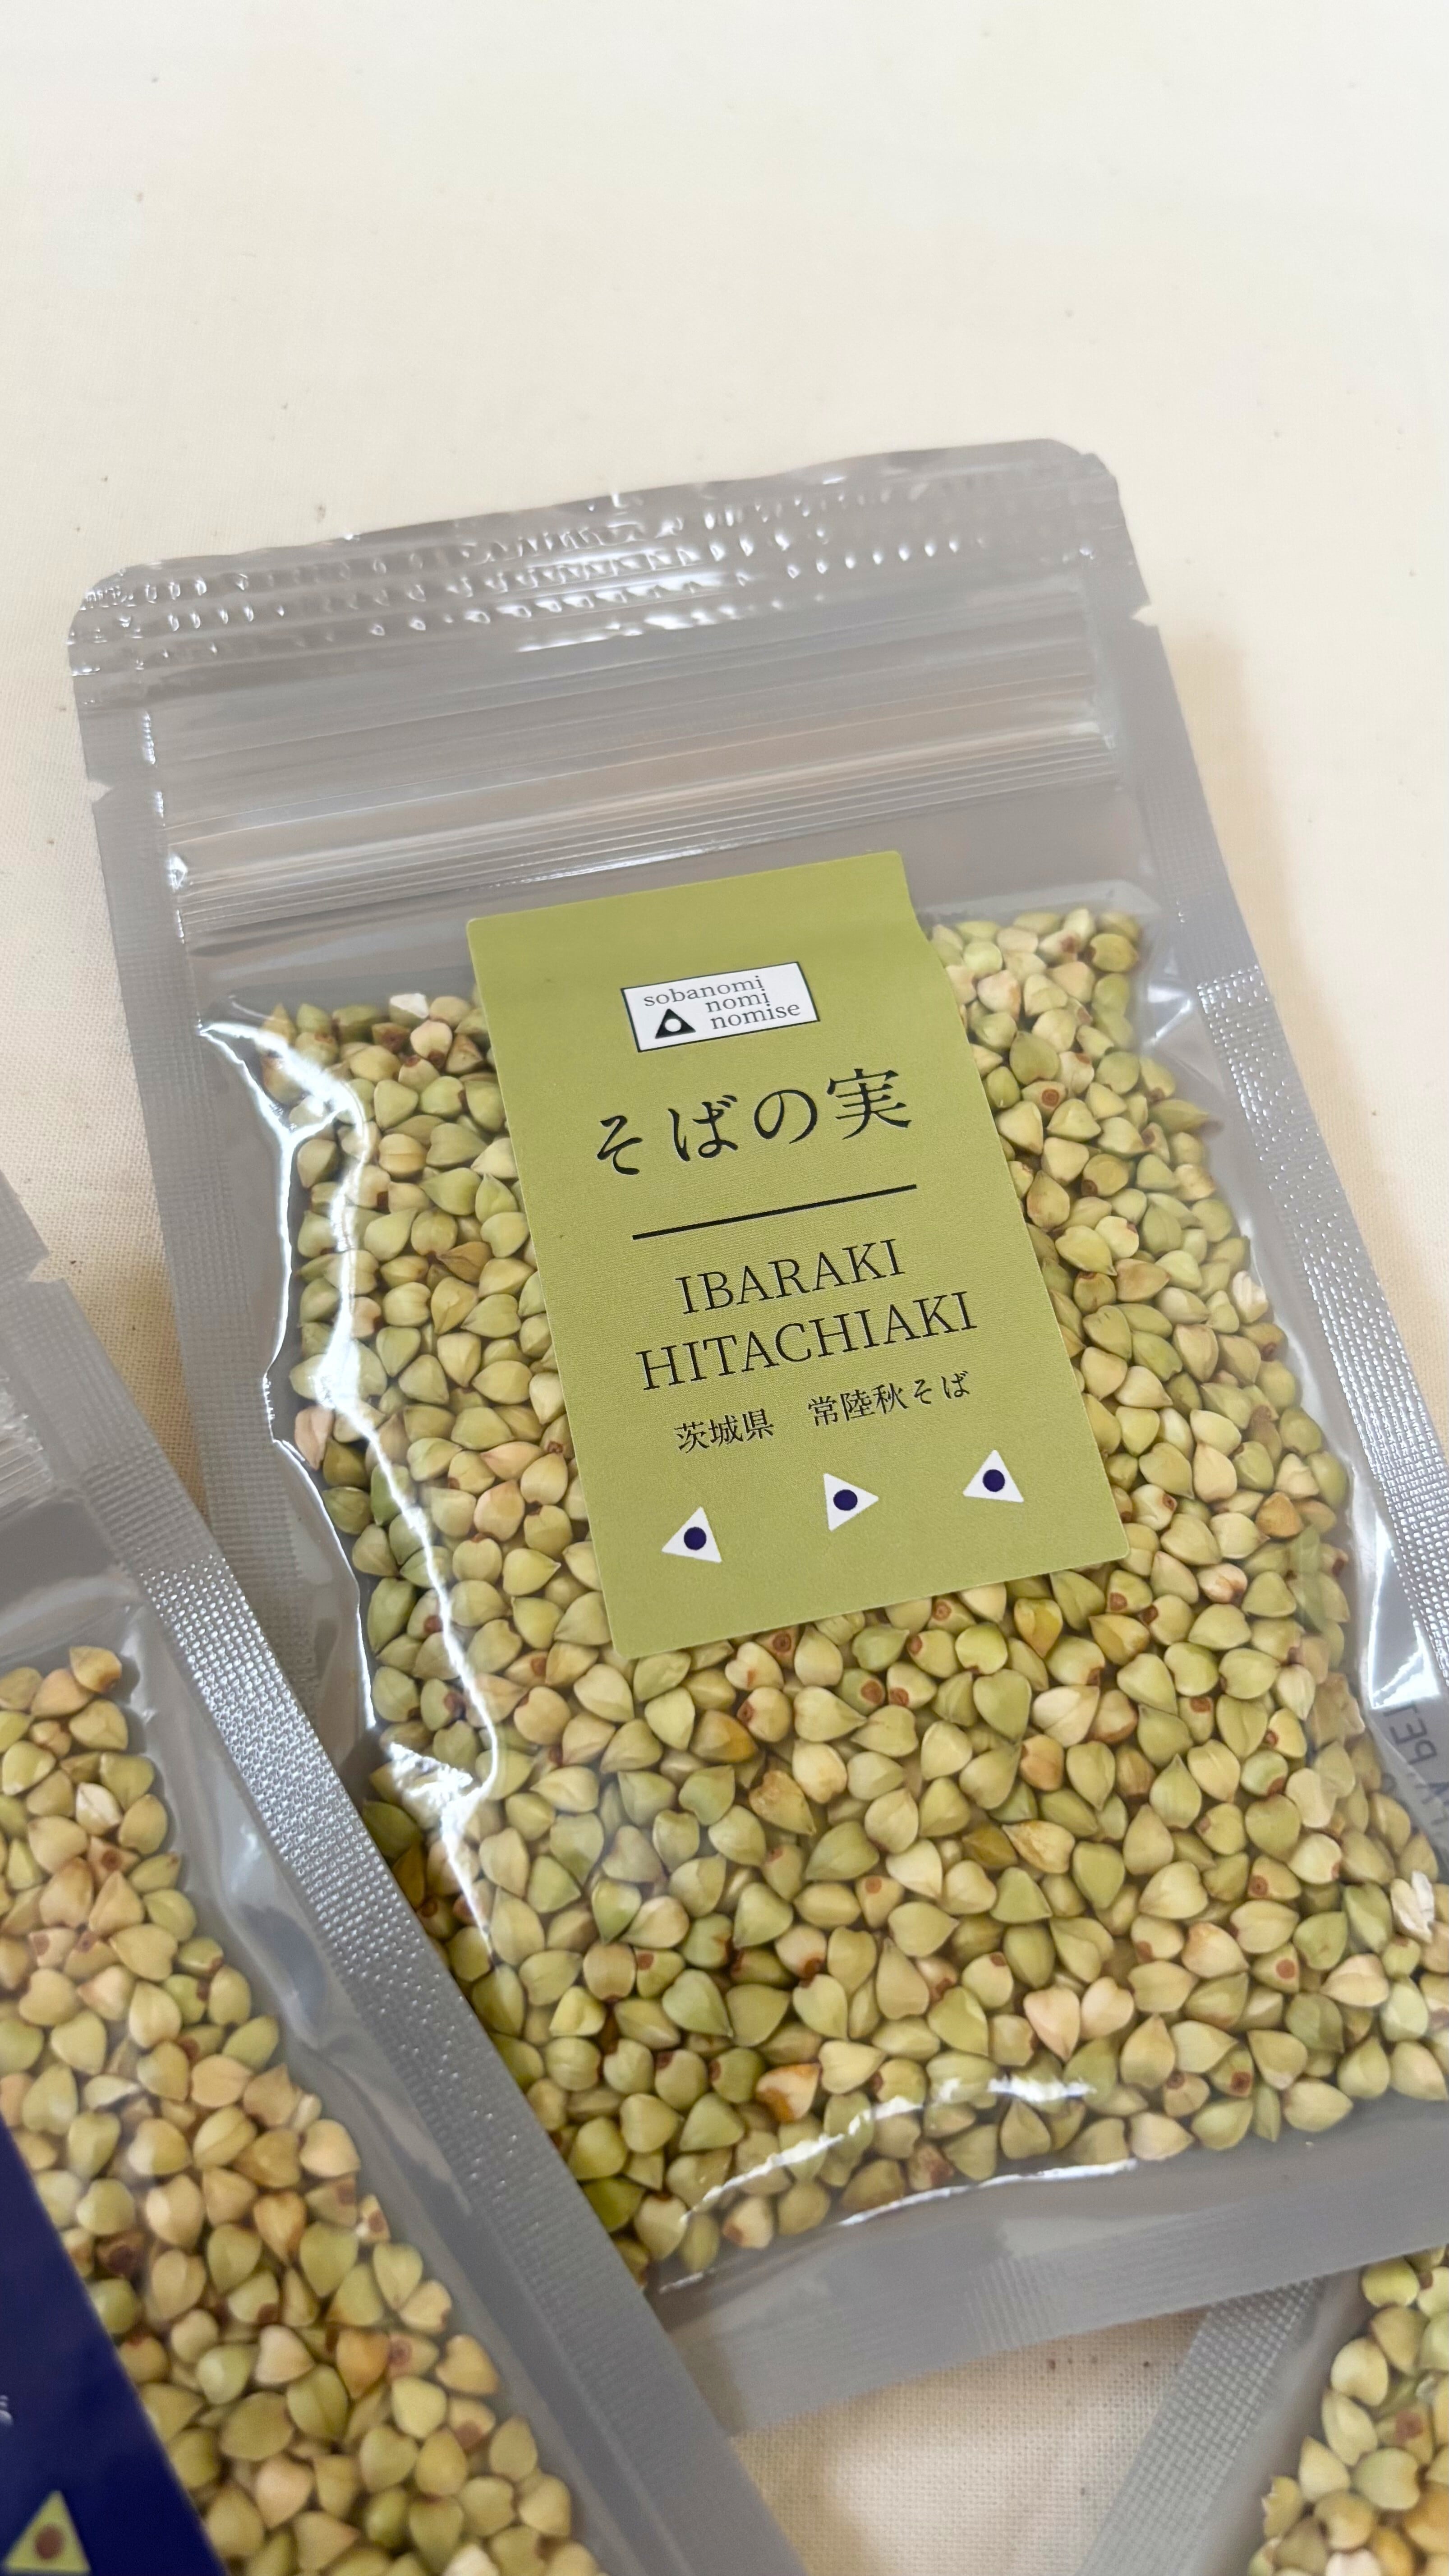 sobanomi
nomi
nomise
そばの実
IBARAKI
HITACHIAKI
茨城県　常陸秋そば